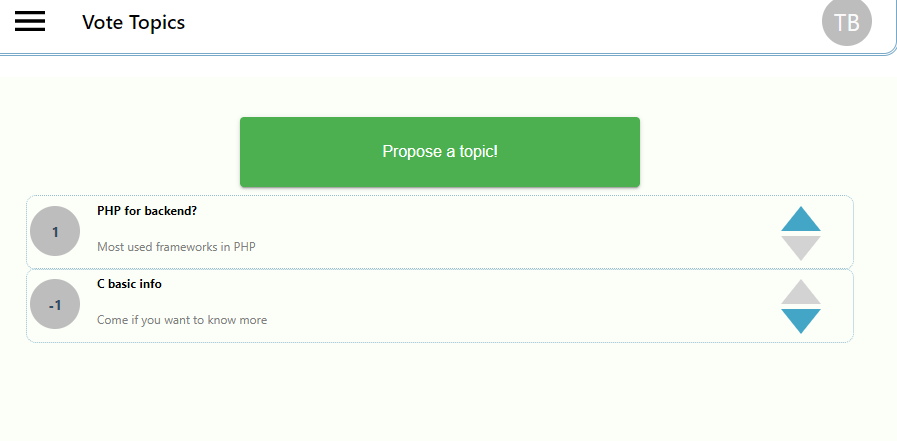 Vote Topics
TB
Propose a topic!
PHP for backend?
1
Most used frameworks in PHP
C basic info
-1
Come if you want to know more